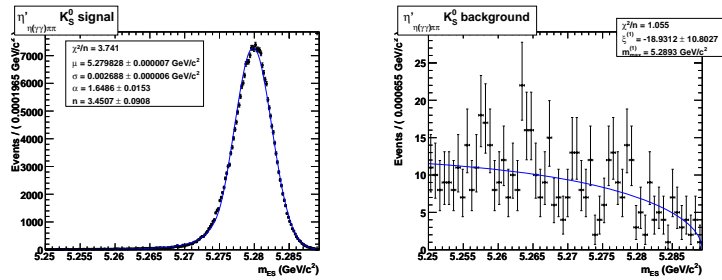 η'η(γγ)ππ K⁰S signal
χ²/n = 3.741
μ = 5.279828 ± 0.000007 GeV/c²
σ = 0.002688 ± 0.000006 GeV/c²
α = 1.6486 ± 0.0153
n = 3.4507 ± 0.0908
Events / ( 0.0001965 GeV/c² )
7000
6000
5000
4000
3000
2000
1000
0
5.25 5.255 5.26 5.265 5.27 5.275 5.28 5.285
mES (GeV/c²)
η'η(γγ)ππ K⁰S background
χ²/n = 1.055
ξ⁽¹⁾ = -18.9312 ± 10.8027
m⁽¹⁾max = 5.2893 GeV/c²
Events / ( 0.000655 GeV/c² )
25
20
15
10
5
0
5.25 5.255 5.26 5.265 5.27 5.275 5.28 5.285
mES (GeV/c²)